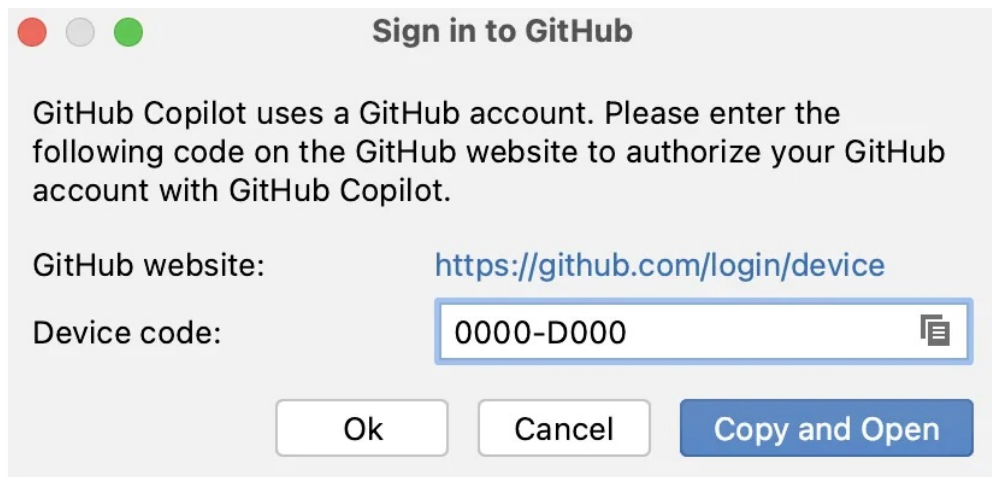 Sign in to GitHub
GitHub Copilot uses a GitHub account. Please enter the
following code on the GitHub website to authorize your GitHub
account with GitHub Copilot.
GitHub website: https://github.com/login/device
Device code: 0000-D000
Ok Cancel Copy and Open